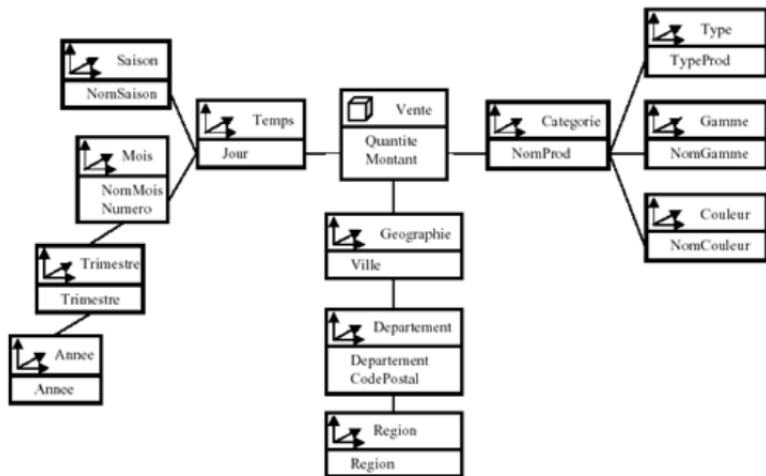 Saison
NomSaison
Mois
NomMois
Numero
Trimestre
Trimestre
Annee
Annee
Temps
Jour
Vente
Quantite
Montant
Geographie
Ville
Departement
Departement
CodePostal
Region
Region
Categorie
NomProd
Type
TypeProd
Gamme
NomGamme
Couleur
NomCouleur